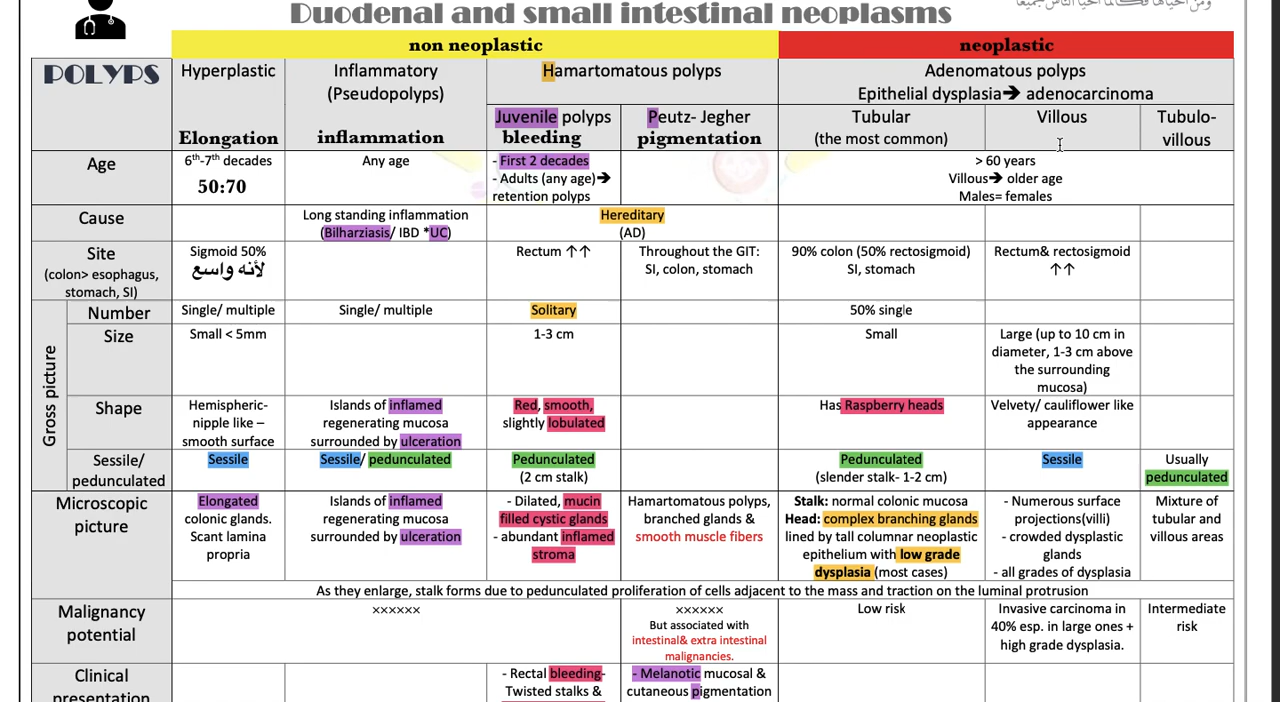 Duodenal and small intestinal neoplasms
ومن أحياها فكأنما أحيا الناس جميعا
non neoplastic
neoplastic
POLYPS
Hyperplastic
Elongation
Inflammatory
(Pseudopolyps)
inflammation
Hamartomatous polyps
Juvenile polyps
bleeding
Peutz- Jegher
pigmentation
Adenomatous polyps
Epithelial dysplasia➔ adenocarcinoma
Tubular
(the most common)
Villous
Tubulo-
villous
Age
6th-7th decades
50:70
Any age
- First 2 decades
- Adults (any age)➔
retention polyps
> 60 years
Villous➔ older age
Males= females
Cause
Long standing inflammation
(Bilharziasis/ IBD *UC)
Hereditary
(AD)
Site
(colon> esophagus,
stomach, SI)
Sigmoid 50%
لأنه واسع
Rectum ↑↑
Throughout the GIT:
SI, colon, stomach
90% colon (50% rectosigmoid)
SI, stomach
Rectum& rectosigmoid
↑↑
Gross picture
Number
Single/ multiple
Single/ multiple
Solitary
50% single
Size
Small < 5mm
1-3 cm
Small
Large (up to 10 cm in
diameter, 1-3 cm above
the surrounding
mucosa)
Shape
Hemispheric-
nipple like –
smooth surface
Islands of inflamed
regenerating mucosa
surrounded by ulceration
Red, smooth,
slightly lobulated
Has Raspberry heads
Velvety/ cauliflower like
appearance
Sessile/
pedunculated
Sessile
Sessile/ pedunculated
Pedunculated
(2 cm stalk)
Pedunculated
(slender stalk- 1-2 cm)
Sessile
Usually
pedunculated
Microscopic
picture
Elongated
colonic glands.
Scant lamina
propria
Islands of inflamed
regenerating mucosa
surrounded by ulceration
- Dilated, mucin
filled cystic glands
- abundant inflamed
stroma
Hamartomatous polyps,
branched glands &
smooth muscle fibers
Stalk: normal colonic mucosa
Head: complex branching glands
lined by tall columnar neoplastic
epithelium with low grade
dysplasia (most cases)
- Numerous surface
projections(villi)
- crowded dysplastic
glands
- all grades of dysplasia
Mixture of
tubular and
villous areas
As they enlarge, stalk forms due to pedunculated proliferation of cells adjacent to the mass and traction on the luminal protrusion
Malignancy
potential
××××××
××××××
But associated with
intestinal& extra intestinal
malignancies.
Low risk
Invasive carcinoma in
40% esp. in large ones +
high grade dysplasia.
Intermediate
risk
Clinical
presentation
- Rectal bleeding-
Twisted stalks &
- Melanotic mucosal &
cutaneous pigmentation